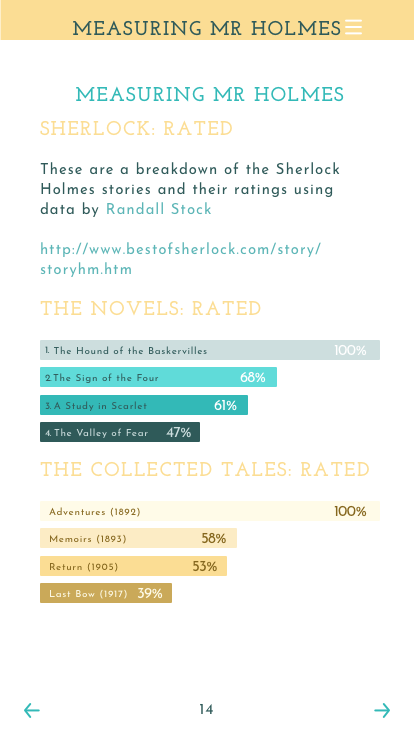 MEASURING MR HOLMES
MEASURING MR HOLMES
SHERLOCK: RATED
These are a breakdown of the Sherlock
Holmes stories and their ratings using
data by Randall Stock
http://www.bestofsherlock.com/story/
storyhm.htm
THE NOVELS: RATED
1. The Hound of the Baskervilles 100%
2.The Sign of the Four 68%
3.A Study in Scarlet 61%
4.The Valley of Fear 47%
THE COLLECTED TALES: RATED
Adventures (1892) 100%
Memoirs (1893) 58%
Return (1905) 53%
Last Bow (1917) 39%
14